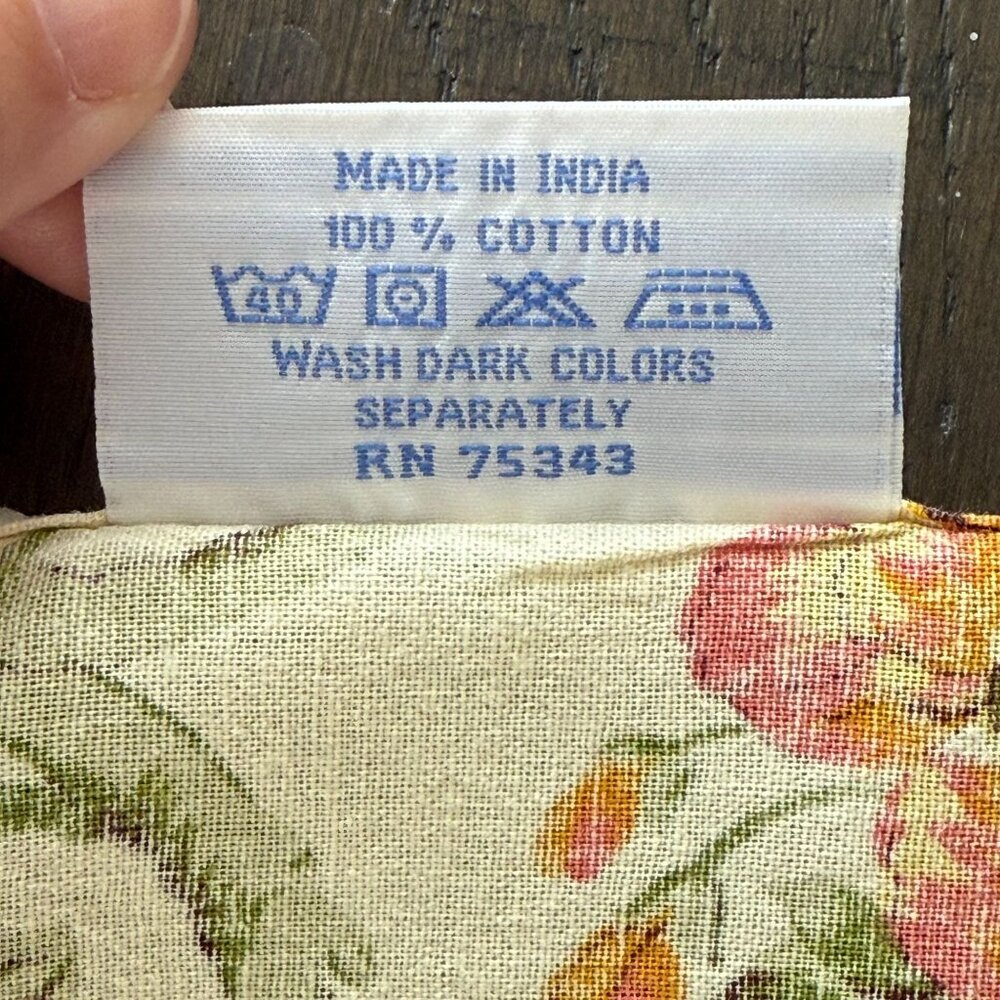 MADE IN INDIA
100 % COTTON
40
WASH DARK COLORS
SEPARATELY
RN 75343